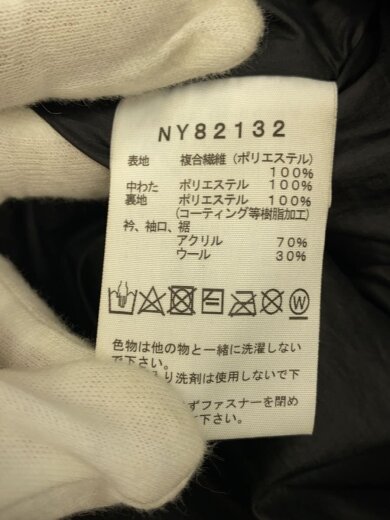 NY82132
表地 複合繊維(ポリエステル)
100%
中わた ポリエステル 100%
裏地 ポリエステル 100%
(コーティング等樹脂加工)
衿、袖口、裾
アクリル 70%
ウール 30%
W
色物は他の物と一緒に洗濯しない
で下さい。
り洗剤は使用しないで下
ずファスナーを閉め
て下さい。